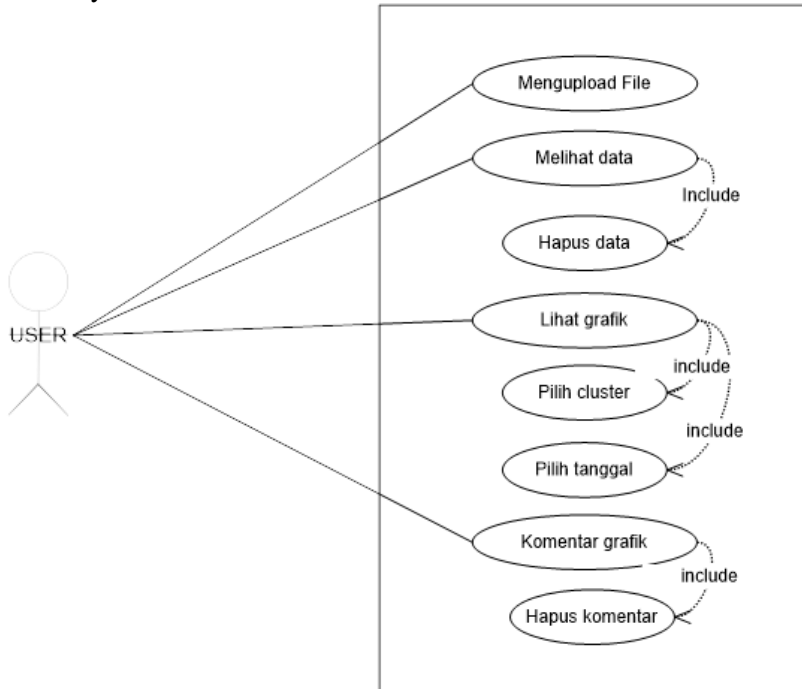 Mengupload File
Melihat data
Include
Hapus data
USER
Lihat grafik
include
Pilih cluster
include
Pilih tanggal
Komentar grafik
include
Hapus komentar